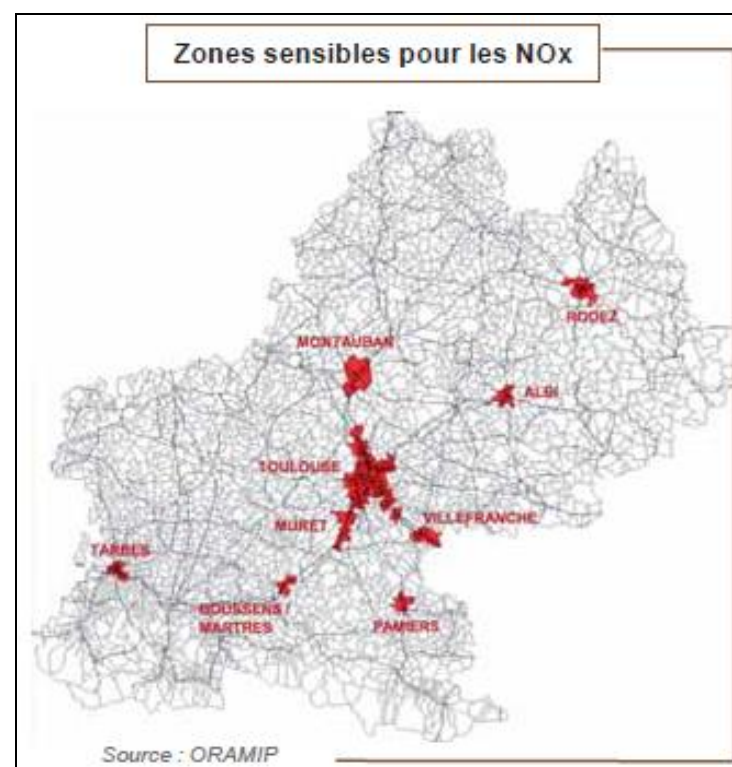 Zones sensibles pour les NOx
RODEZ
MONTAUBAN
ALBI
TOULOUSE
MURET
VILLEFRANCHE
TARBES
BOUSSENS /
MARTRES
PAMIERS
Source : ORAMIP